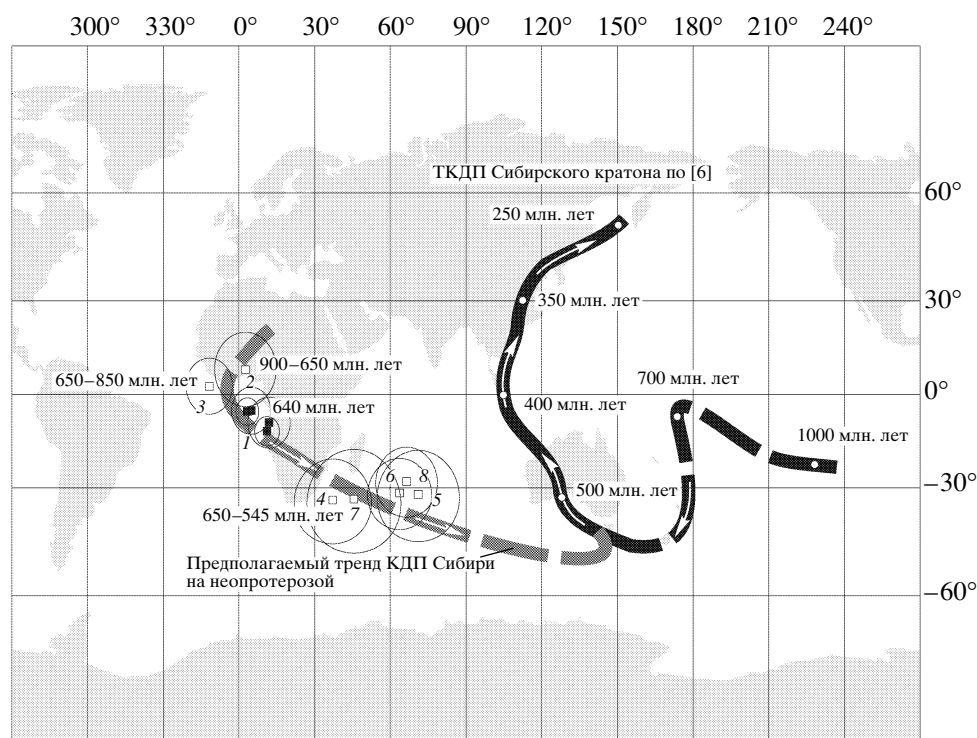 300° 330° 0° 30° 60° 90° 120° 150° 180° 210° 240°
ТКДП Сибирского кратона по [6]
60°
250 млн. лет
30°
350 млн. лет
900–650 млн. лет
650–850 млн. лет
2
700 млн. лет
3
640 млн. лет
0°
400 млн. лет
1
1000 млн. лет
6 8
500 млн. лет
–30°
4 5
650–545 млн. лет 7
Предполагаемый тренд КДП Сибири
на неопротерозой
–60°